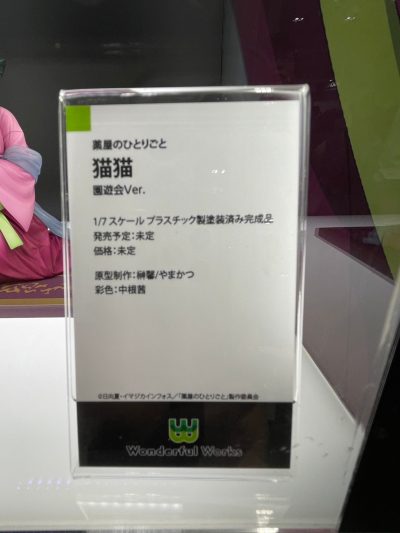 薬屋のひとりごと
猫猫
園遊会Ver.
1/7 スケール プラスチック製塗装済み完成品
発売予定:未定
価格:未定
原型制作:榊馨/やまかつ
彩色:中根茜
©日向夏・イマジカインフォス/「薬屋のひとりごと」製作委員会
Wonderful Works